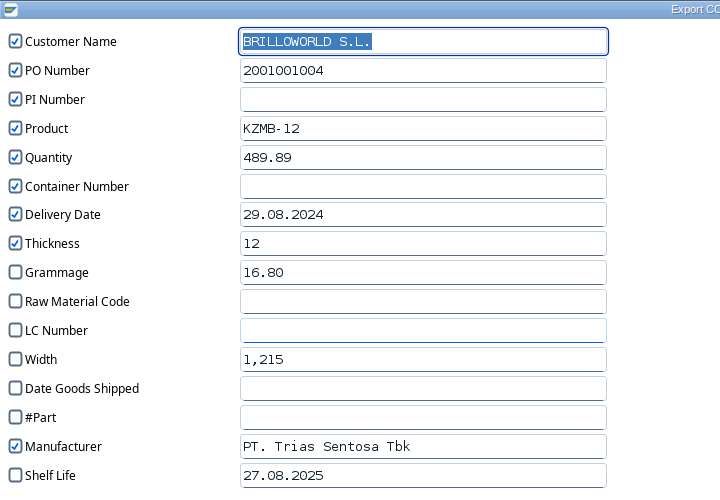 Export CO
Customer Name BRILLOWORLD S.L.
PO Number 2001001004
PI Number
Product KZMB-12
Quantity 489.89
Container Number
Delivery Date 29.08.2024
Thickness 12
Grammage 16.80
Raw Material Code
LC Number
Width 1,215
Date Goods Shipped
#Part
Manufacturer PT. Trias Sentosa Tbk
Shelf Life 27.08.2025